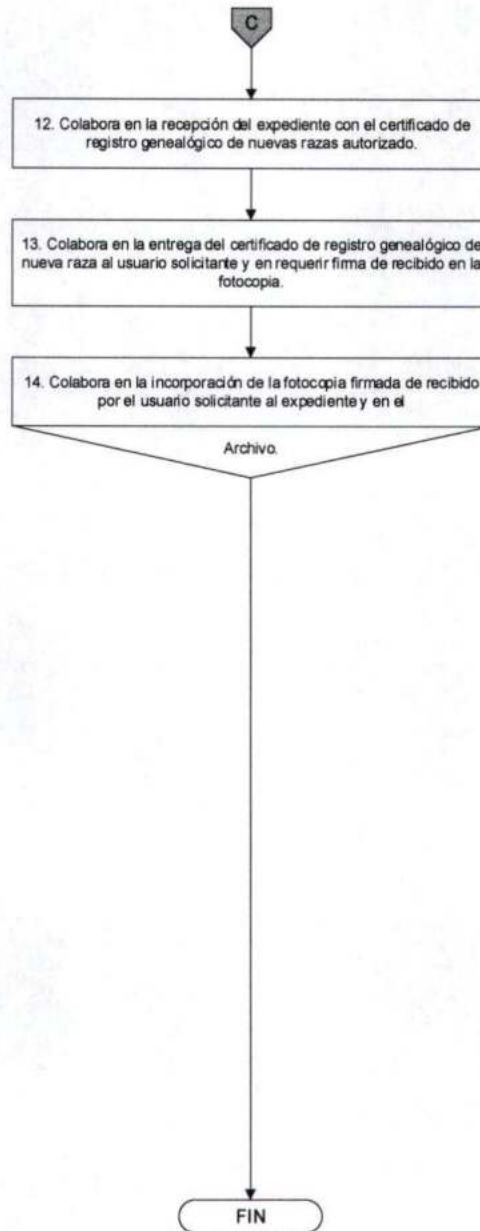 C
12. Colabora en la recepción del expediente con el certificado de
registro genealógico de nuevas razas autorizado.
13. Colabora en la entrega del certificado de registro genealógico de
nueva raza al usuario solicitante y en requerir firma de recibido en la
fotocopia.
14. Colabora en la incorporación de la fotocopia firmada de recibido
por el usuario solicitante al expediente y en el
Archivo.
FIN